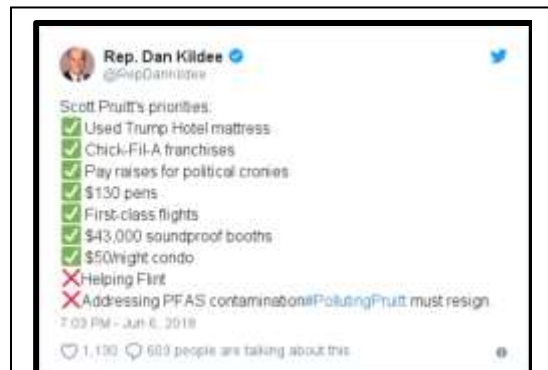 Rep. Dan Kildee
@RepDanKildee
Scott Pruitt's priorities:
✅Used Trump Hotel mattress
✅Chick-Fil-A franchises
✅Pay raises for political cronies
✅$130 pens
✅First-class flights
✅$43,000 soundproof booths
✅$50/night condo
❌Helping Flint
❌Addressing PFAS contamination#PollutingPruitt must resign
7:03 PM - Jun 6, 2018
1,130 603 people are talking about this